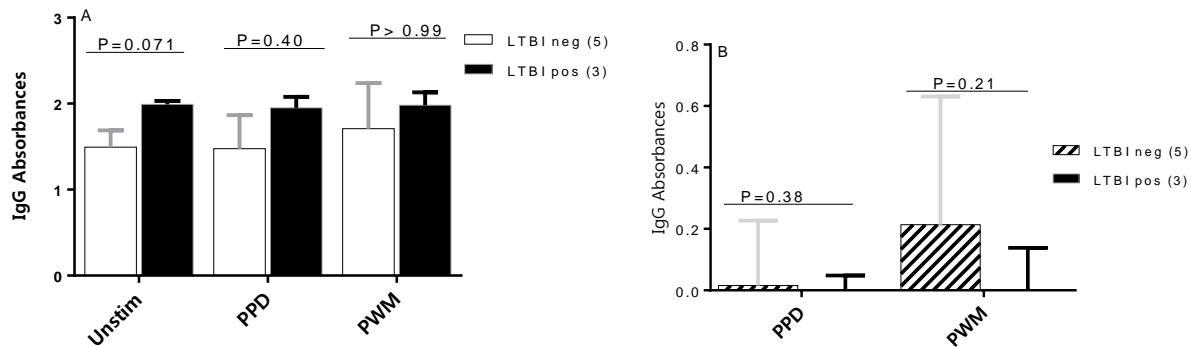 A
3
2
1
0
IgG Absorbances
P=0.071
P=0.40
P> 0.99
LTBI neg (5)
LTBI pos (3)
Unstim
PPD
PWM
B
0.8
0.6
0.4
0.2
0.0
IgG Absorbances
P=0.38
P=0.21
LTBI neg (5)
LTBI pos (3)
PPD
PWM